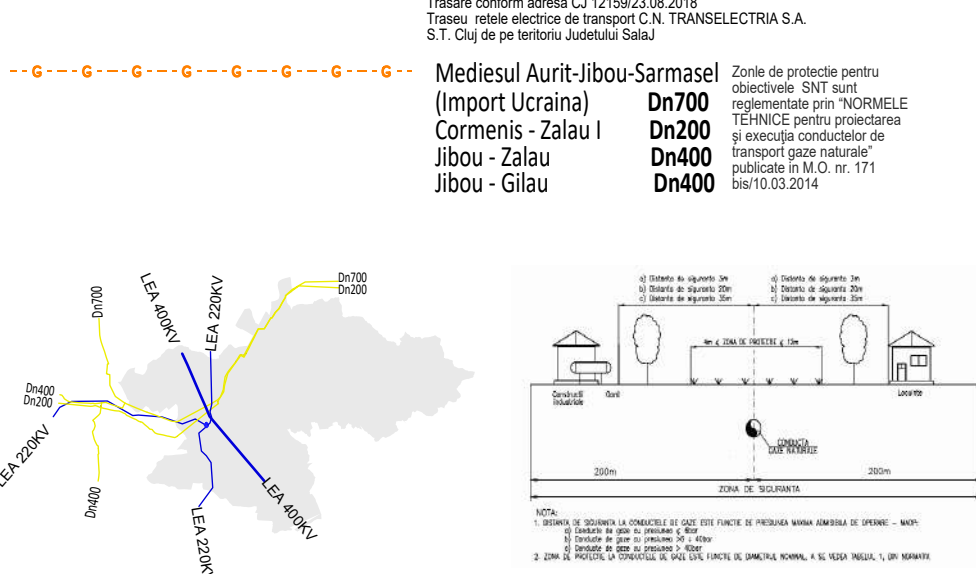 Trasare conform adresa CJ 12159/23.08.2018
Traseu retele electrice de transport C.N. TRANSELECTRIA S.A.
S.T. Cluj de pe teritoriu Judetului SalaJ
G G G G G G G G
Mediesul Aurit-Jibou-Sarmasel
(Import Ucraina) Dn700
Cormenis - Zalau I Dn200
Jibou - Zalau Dn400
Jibou - Gilau Dn400
Zonle de protectie pentru
obiectivele SNT sunt
reglementate prin “NORMELE
TEHNICE pentru proiectarea
şi execuţia conductelor de
transport gaze naturale”
publicate in M.O. nr. 171
bis/10.03.2014
Dn700
Dn200
LEA 400KV
LEA 220KV
Dn700
Dn400
Dn200
LEA 220KV
Dn400
LEA 220KV
LEA 400KV
a) Distanta de siguranta 3m
b) Distanta de siguranta 20m
c) Distanta de siguranta 35m
a) Distanta de siguranta 3m
b) Distanta de siguranta 20m
c) Distanta de siguranta 35m
ZONA DE PROTECTIE
Constructii
industriale
Gard
Locuinte
CONDUCTA
GAZE NATURALE
200m
200m
ZONA DE SIGURANTA
NOTA:
1. DISTANTA DE SIGURANTA LA CONDUCTELE DE GAZE ESTE FUNCTIE DE PRESIUNEA MAXIMA ADMISIBILA DE OPERARE – MAOP:
a) Conducte de gaze cu presiunea ≤ 6bar
b) Conducte de gaze cu presiunea >6 ÷ 40bar
c) Conducte de gaze cu presiunea > 40bar
2. ZONA DE PROTECTIE LA CONDUCTELE DE GAZE ESTE FUNCTIE DE DIAMETRUL NOMINAL, A SE VEDEA TABELUL 1, DIN NORMATIV.